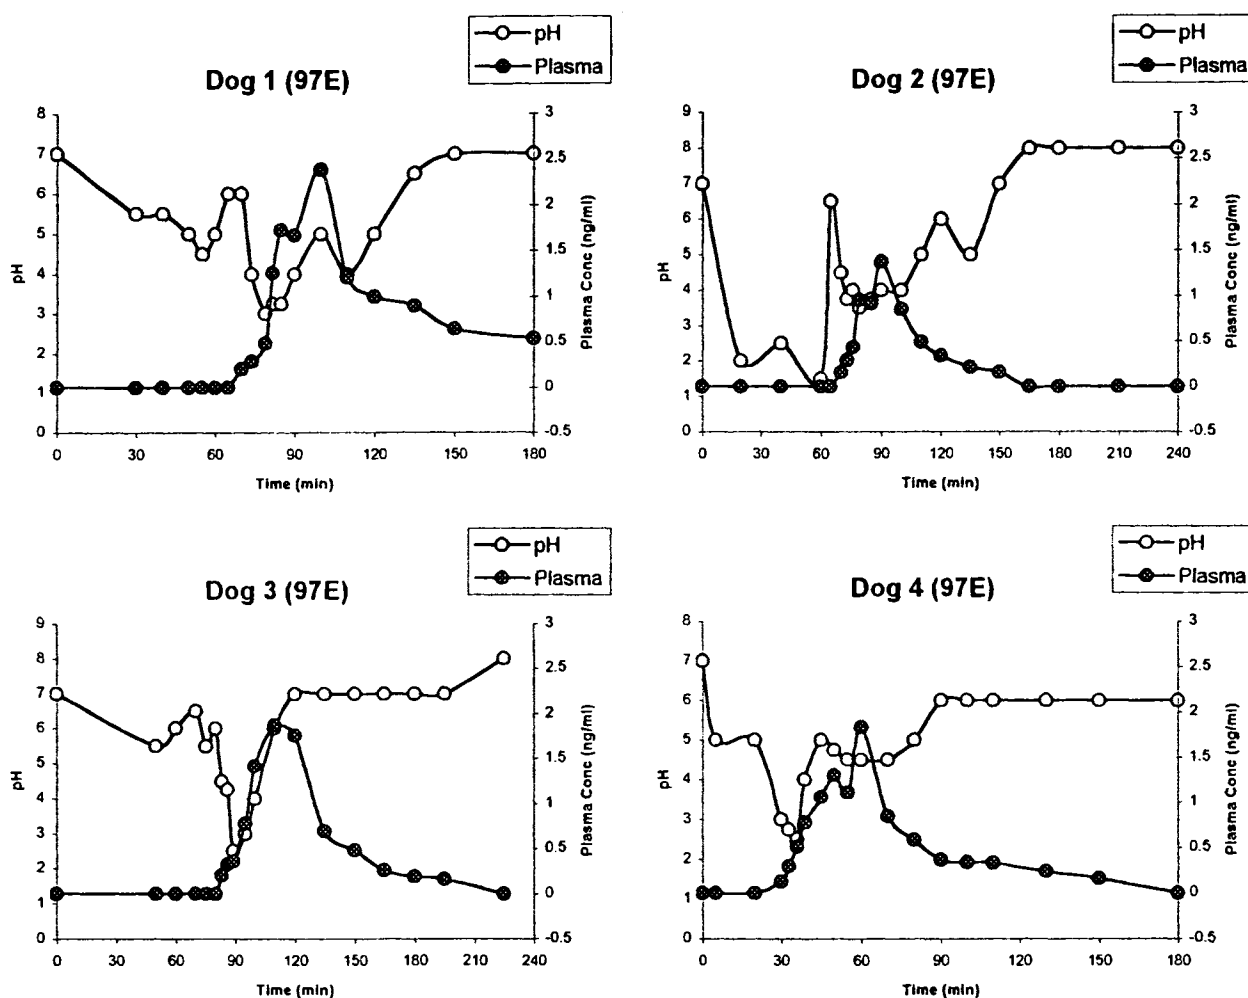 pH
Plasma
Dog 1 (97E)
8
7
6
5
4
3
2
1
0
pH
3
2.5
2
1.5
1
0.5
0
-0.5
Plasma Conc (ng/ml)
0 30 60 90 120 150 180
Time (min)
pH
Plasma
Dog 2 (97E)
9
8
7
6
5
4
3
2
1
0
pH
3
2.5
2
1.5
1
0.5
0
-0.5
Plasma Conc (ng/ml)
0 30 60 90 120 150 180 210 240
Time (min)
pH
Plasma
Dog 3 (97E)
9
8
7
6
5
4
3
2
1
0
pH
3
2.5
2
1.5
1
0.5
0
-0.5
Plasma Conc (ng/ml)
0 30 60 90 120 150 180 210 240
Time (min)
pH
Plasma
Dog 4 (97E)
8
7
6
5
4
3
2
1
0
pH
3
2.5
2
1.5
1
0.5
0
-0.5
Plasma Conc (ng/ml)
0 30 60 90 120 150 180
Time (min)